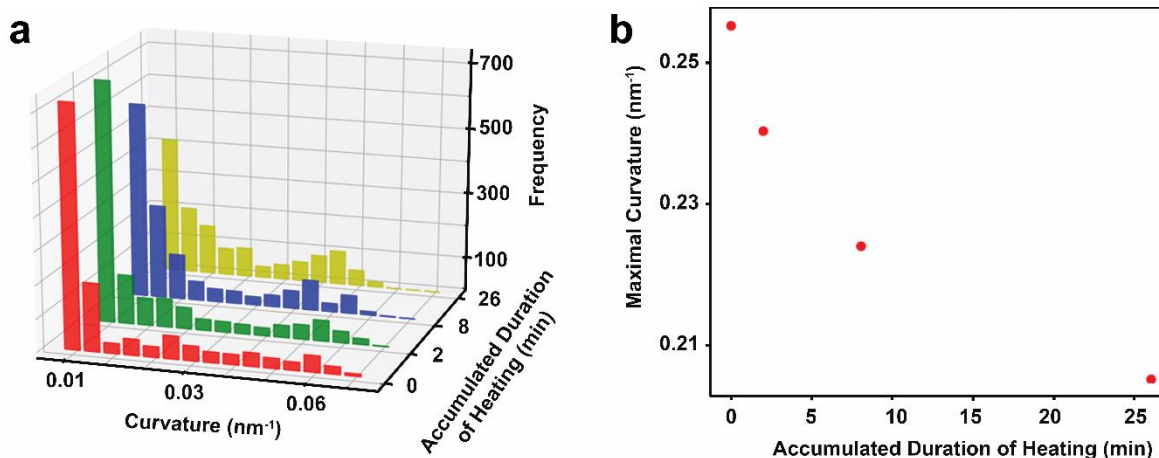 a
700
500
300
100
Frequency
26
8
2
0
Accumulated Duration
of Heating (min)
0.01
0.03
0.06
Curvature (nm⁻¹)
b
0.25
0.23
0.21
Maximal Curvature (nm⁻¹)
0 5 10 15 20 25
Accumulated Duration of Heating (min)